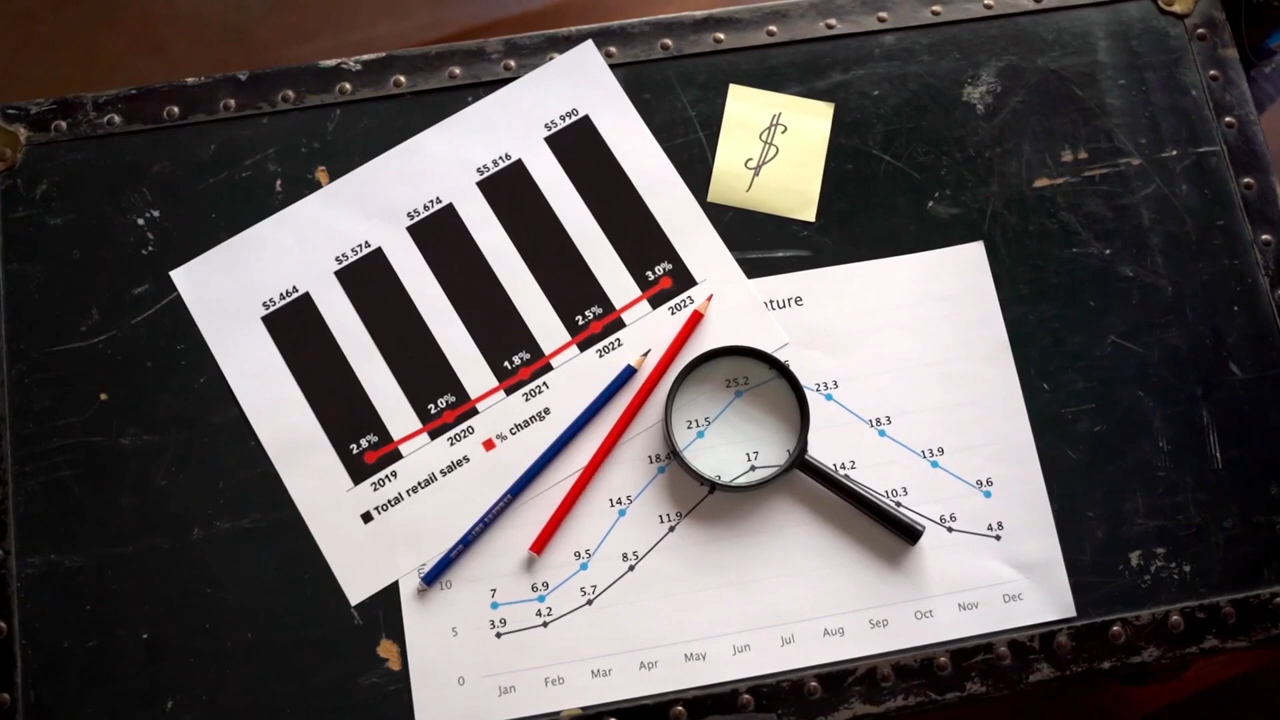 $5.464
$5.574
$5.674
$5.816
$5.990
2.8%
2.0%
1.8%
2.5%
3.0%
2019
2020
2021
2022
2023
Total retail sales
% change
$
7
6.9
9.5
14.5
18.4
21.5
25.2
23.3
18.3
13.9
9.6
3.9
4.2
5.7
8.5
11.9
17
14.2
10.3
6.6
4.8
10
5
0
Jan
Feb
Mar
Apr
May
Jun
Jul
Aug
Sep
Oct
Nov
Dec